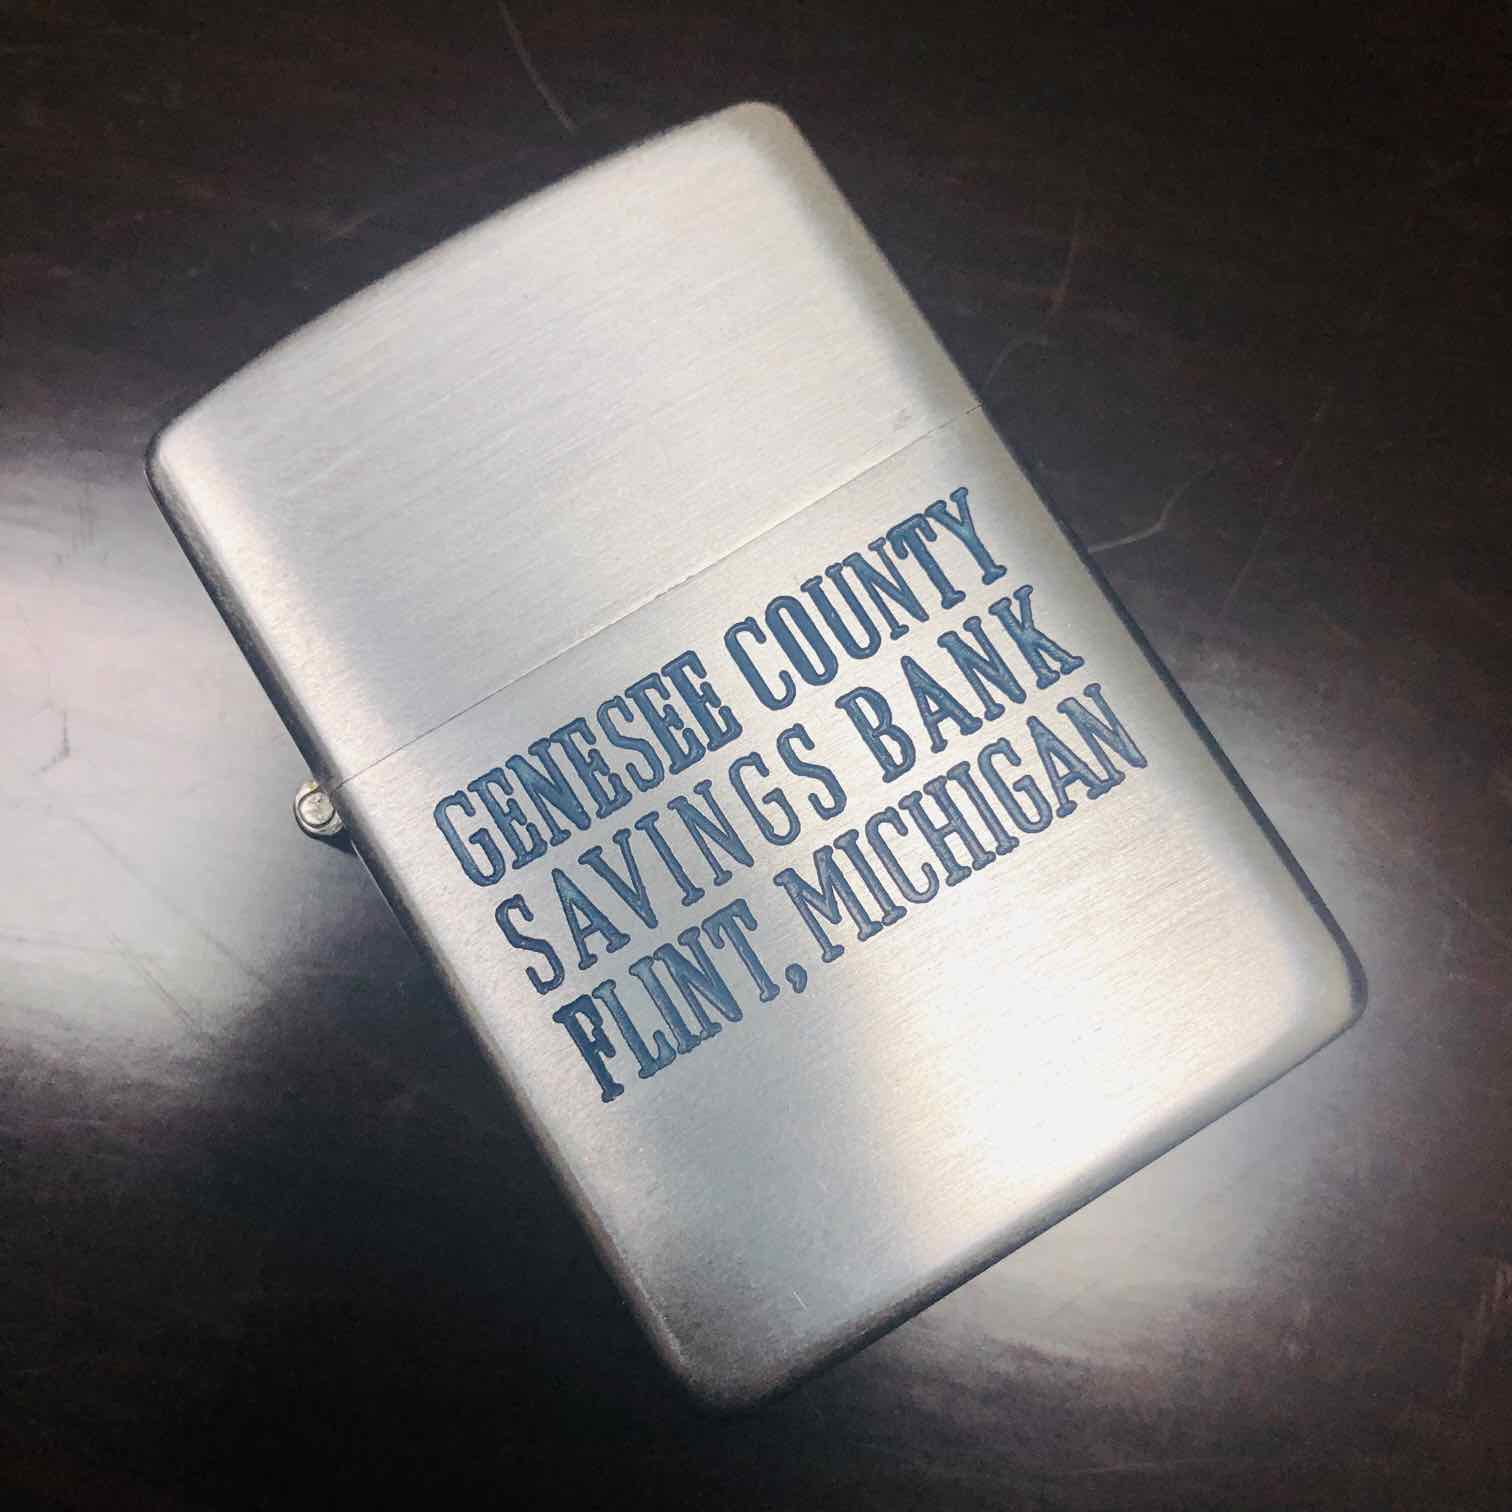 GENESEE COUNTY
SAVINGS BANK
FLINT, MICHIGAN